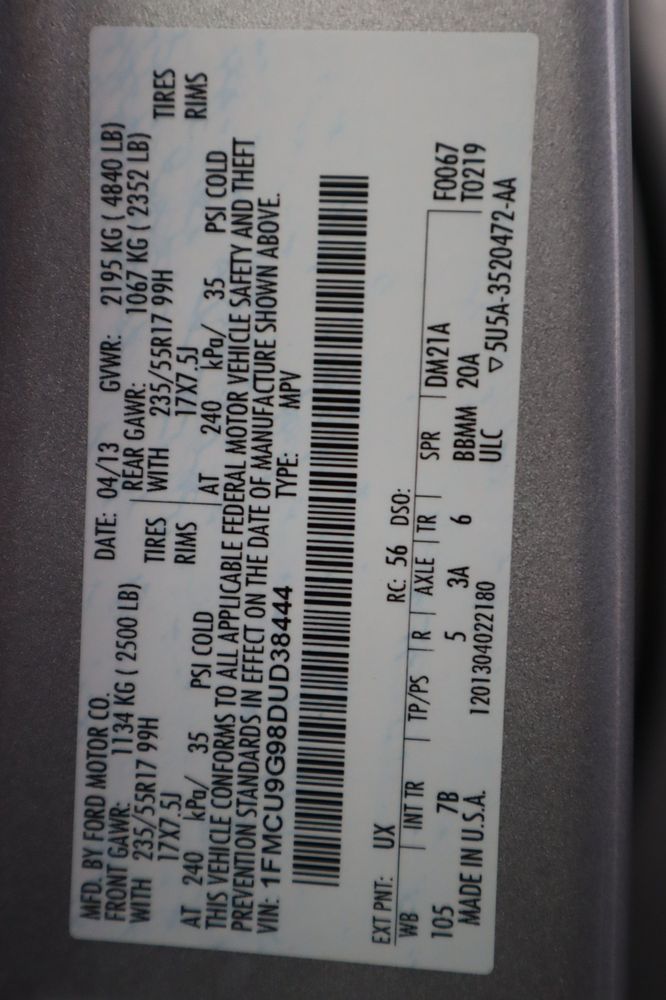 MFD. BY FORD MOTOR CO.
DATE: 04/13 GVWR: 2195 KG ( 4840 LB)
FRONT GAWR: 1134 KG ( 2500 LB) REAR GAWR: 1067 KG ( 2352 LB)
WITH 235/55R17 99H TIRES WITH 235/55R17 99H TIRES
17X7.5J RIMS 17X7.5J RIMS
AT 240 kPa/ 35 PSI COLD AT 240 kPa/ 35 PSI COLD
THIS VEHICLE CONFORMS TO ALL APPLICABLE FEDERAL MOTOR VEHICLE SAFETY AND THEFT
PREVENTION STANDARDS IN EFFECT ON THE DATE OF MANUFACTURE SHOWN ABOVE.
VIN: 1FMCU9G98DUD38444 TYPE: MPV
EXT PNT: UX RC: 56 DSO:
WB INT TR TP/PS R AXLE TR SPR DM21A F0067
105 7B 5 3A 6 BBMM 20A T0219
MADE IN U.S.A. 1201304022180 ULC ▽5U5A-3520472-AA